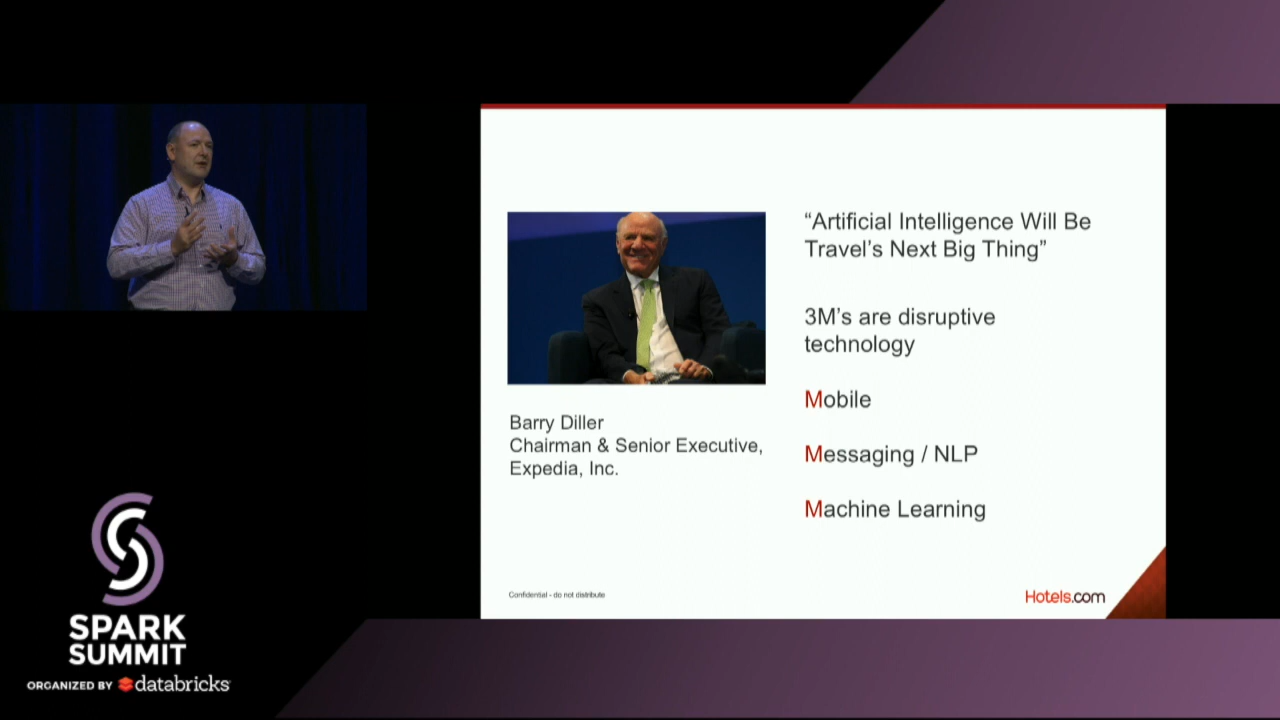 “Artificial Intelligence Will Be
Travel’s Next Big Thing”
3M’s are disruptive
technology
Mobile
Messaging / NLP
Machine Learning
Barry Diller
Chairman & Senior Executive,
Expedia, Inc.
Confidential - do not distribute
Hotels.com
SPARK
SUMMIT
ORGANIZED BY databricks